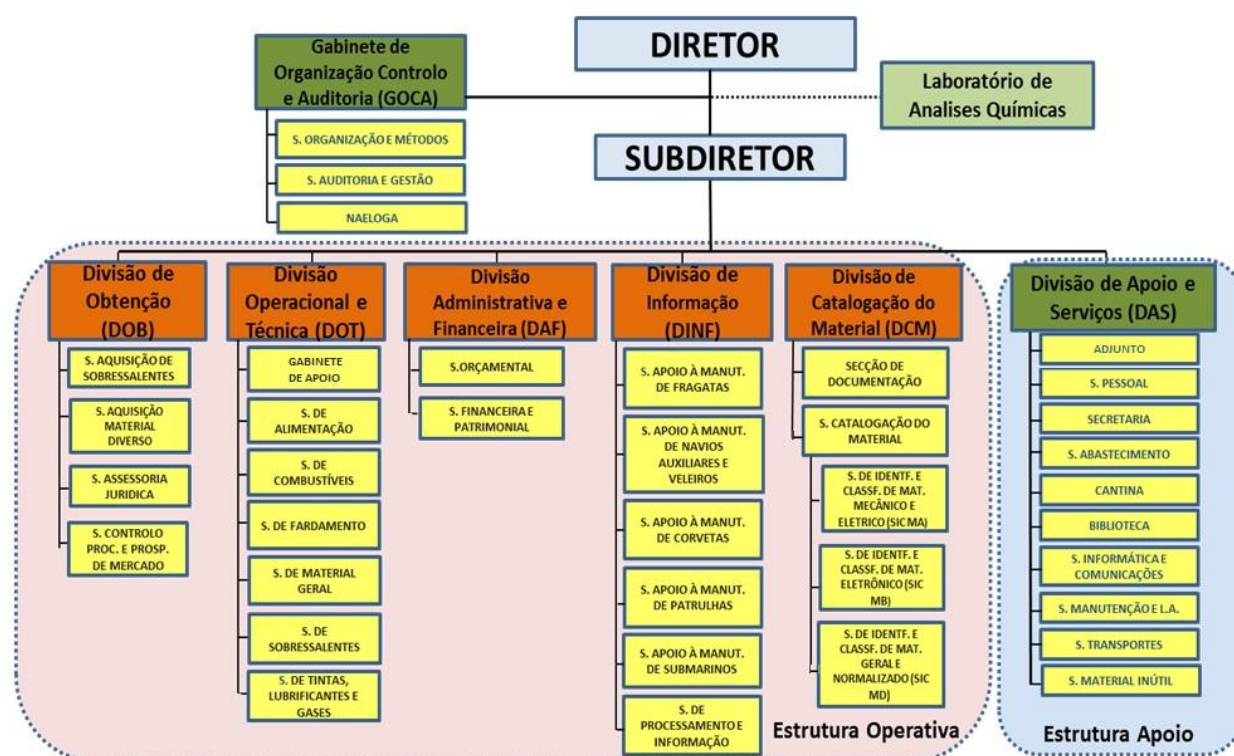 DIRETOR
Gabinete de
Organização Controlo
e Auditoria (GOCA)
Laboratório de
Analises Químicas
S. ORGANIZAÇÃO E MÉTODOS
S. AUDITORIA E GESTÃO
NAELOGA
SUBDIRETOR
Divisão de
Obtenção
(DOB)
S. AQUISIÇÃO DE
SOBRESSALENTES
S. AQUISIÇÃO
MATERIAL
DIVERSO
S. ASSESSORIA
JURIDICA
S. CONTROLO
PROC. E PROSP.
DE MERCADO
Divisão
Operacional e
Técnica (DOT)
GABINETE
DE APOIO
S. DE
ALIMENTAÇÃO
S. DE
COMBUSTÍVEIS
S. DE FARDAMENTO
S. DE MATERIAL
GERAL
S. DE
SOBRESSALENTES
S. DE TINTAS,
LUBRIFICANTES E
GASES
Divisão
Administrativa e
Financeira (DAF)
S.ORÇAMENTAL
S. FINANCEIRA E
PATRIMONIAL
Divisão de
Informação
(DINF)
S. APOIO À MANUT.
DE FRAGATAS
S. APOIO À MANUT.
DE NAVIOS
AUXILIARES E
VELEIROS
S. APOIO À MANUT.
DE CORVETAS
S. APOIO À MANUT.
DE PATRULHAS
S. APOIO À MANUT.
DE SUBMARINOS
S. DE
PROCESSAMENTO E
INFORMAÇÃO
Divisão de
Catalogação do
Material (DCM)
SECÇÃO DE
DOCUMENTAÇÃO
S. CATALOGAÇÃO DO
MATERIAL
S. DE IDENTF. E
CLASSF. DE MAT.
MECÂNICO E
ELETRICO (SIC MA)
S. DE IDENTF. E
CLASSF. DE MAT.
ELETRÔNICO (SIC
MB)
S. DE IDENTF. E
CLASSF. DE MAT.
GERAL E
NORMALIZADO (SIC
MD)
Estrutura Operativa
Divisão de Apoio e
Serviços (DAS)
ADJUNTO
S. PESSOAL
SECRETARIA
S. ABASTECIMENTO
CANTINA
BIBLIOTECA
S. INFORMÁTICA E
COMUNICAÇÕES
S. MANUTENÇÃO E L.A.
S. TRANSPORTES
S. MATERIAL INÚTIL
Estrutura Apoio